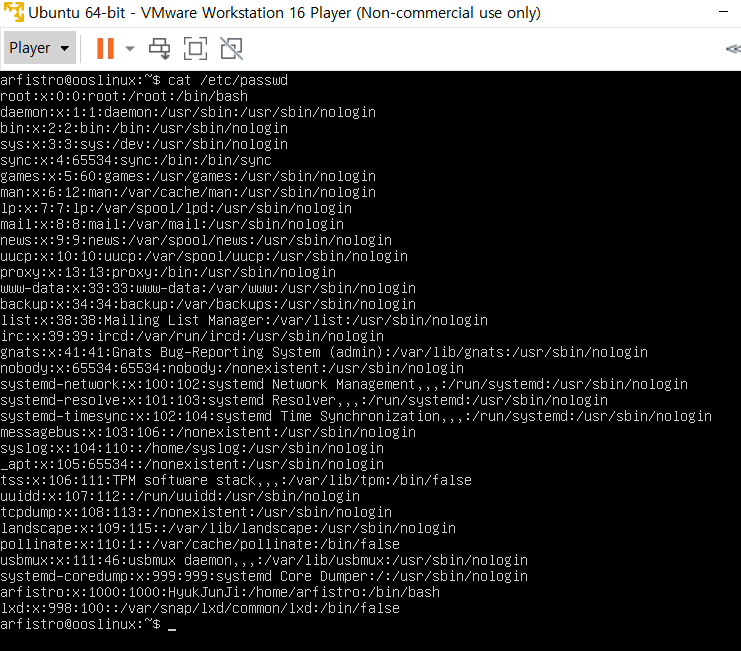 Ubuntu 64-bit - VMware Workstation 16 Player (Non-commercial use only)
Player
arfistro@ooslinux:~$ cat /etc/passwd
root:x:0:0:root:/root:/bin/bash
daemon:x:1:1:daemon:/usr/sbin:/usr/sbin/nologin
bin:x:2:2:bin:/bin:/usr/sbin/nologin
sys:x:3:3:sys:/dev:/usr/sbin/nologin
sync:x:4:65534:sync:/bin:/bin/sync
games:x:5:60:games:/usr/games:/usr/sbin/nologin
man:x:6:12:man:/var/cache/man:/usr/sbin/nologin
lp:x:7:7:lp:/var/spool/lpd:/usr/sbin/nologin
mail:x:8:8:mail:/var/mail:/usr/sbin/nologin
news:x:9:9:news:/var/spool/news:/usr/sbin/nologin
uucp:x:10:10:uucp:/var/spool/uucp:/usr/sbin/nologin
proxy:x:13:13:proxy:/bin:/usr/sbin/nologin
www-data:x:33:33:www-data:/var/www:/usr/sbin/nologin
backup:x:34:34:backup:/var/backups:/usr/sbin/nologin
list:x:38:38:Mailing List Manager:/var/list:/usr/sbin/nologin
irc:x:39:39:ircd:/var/run/ircd:/usr/sbin/nologin
gnats:x:41:41:Gnats Bug-Reporting System (admin):/var/lib/gnats:/usr/sbin/nologin
nobody:x:65534:65534:nobody:/nonexistent:/usr/sbin/nologin
systemd-network:x:100:102:systemd Network Management,,,:/run/systemd:/usr/sbin/nologin
systemd-resolve:x:101:103:systemd Resolver,,,:/run/systemd:/usr/sbin/nologin
systemd-timesync:x:102:104:systemd Time Synchronization,,,:/run/systemd:/usr/sbin/nologin
messagebus:x:103:106::/nonexistent:/usr/sbin/nologin
syslog:x:104:110::/home/syslog:/usr/sbin/nologin
_apt:x:105:65534::/nonexistent:/usr/sbin/nologin
tss:x:106:111:TPM software stack,,,:/var/lib/tpm:/bin/false
uuidd:x:107:112::/run/uuidd:/usr/sbin/nologin
tcpdump:x:108:113::/nonexistent:/usr/sbin/nologin
landscape:x:109:115::/var/lib/landscape:/usr/sbin/nologin
pollinate:x:110:1::/var/cache/pollinate:/bin/false
usbmux:x:111:46:usbmux daemon,,,:/var/lib/usbmux:/usr/sbin/nologin
systemd-coredump:x:999:999:systemd Core Dumper:/:/usr/sbin/nologin
arfistro:x:1000:1000:HyukJunJi:/home/arfistro:/bin/bash
lxd:x:998:100::/var/snap/lxd/common/lxd:/bin/false
arfistro@ooslinux:~$ _